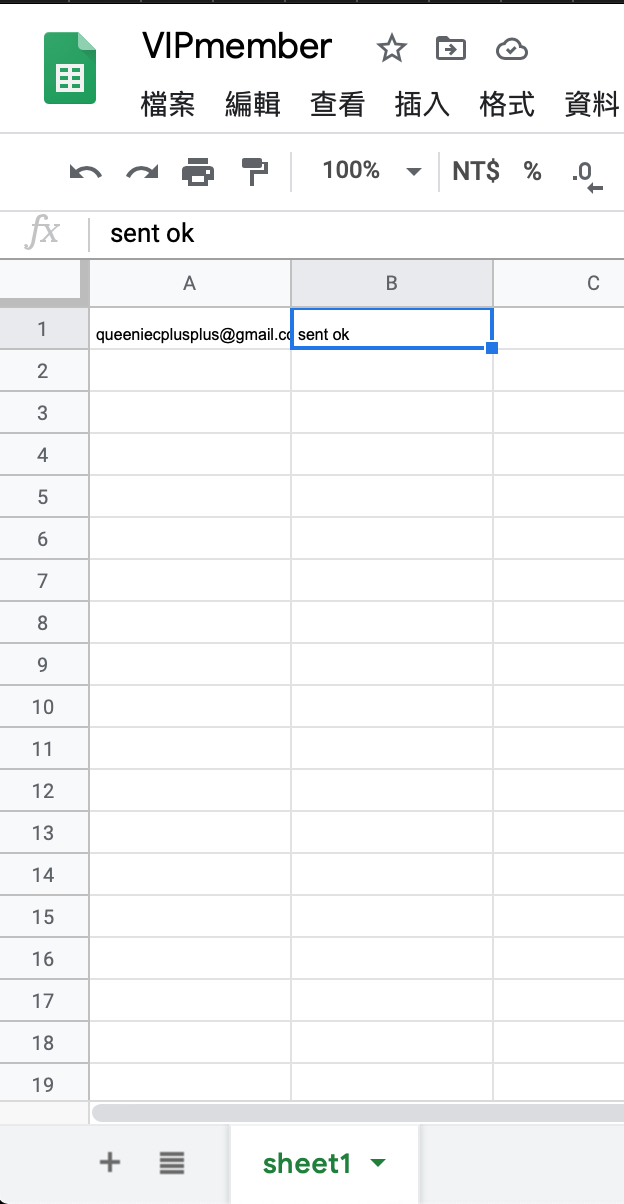 VIPmember
檔案 編輯 查看 插入 格式 資料
100% NT$ % .0
fx sent ok
A B C
1 queeniecplusplus@gmail.co sent ok
2
3
4
5
6
7
8
9
10
11
12
13
14
15
16
17
18
19
sheet1